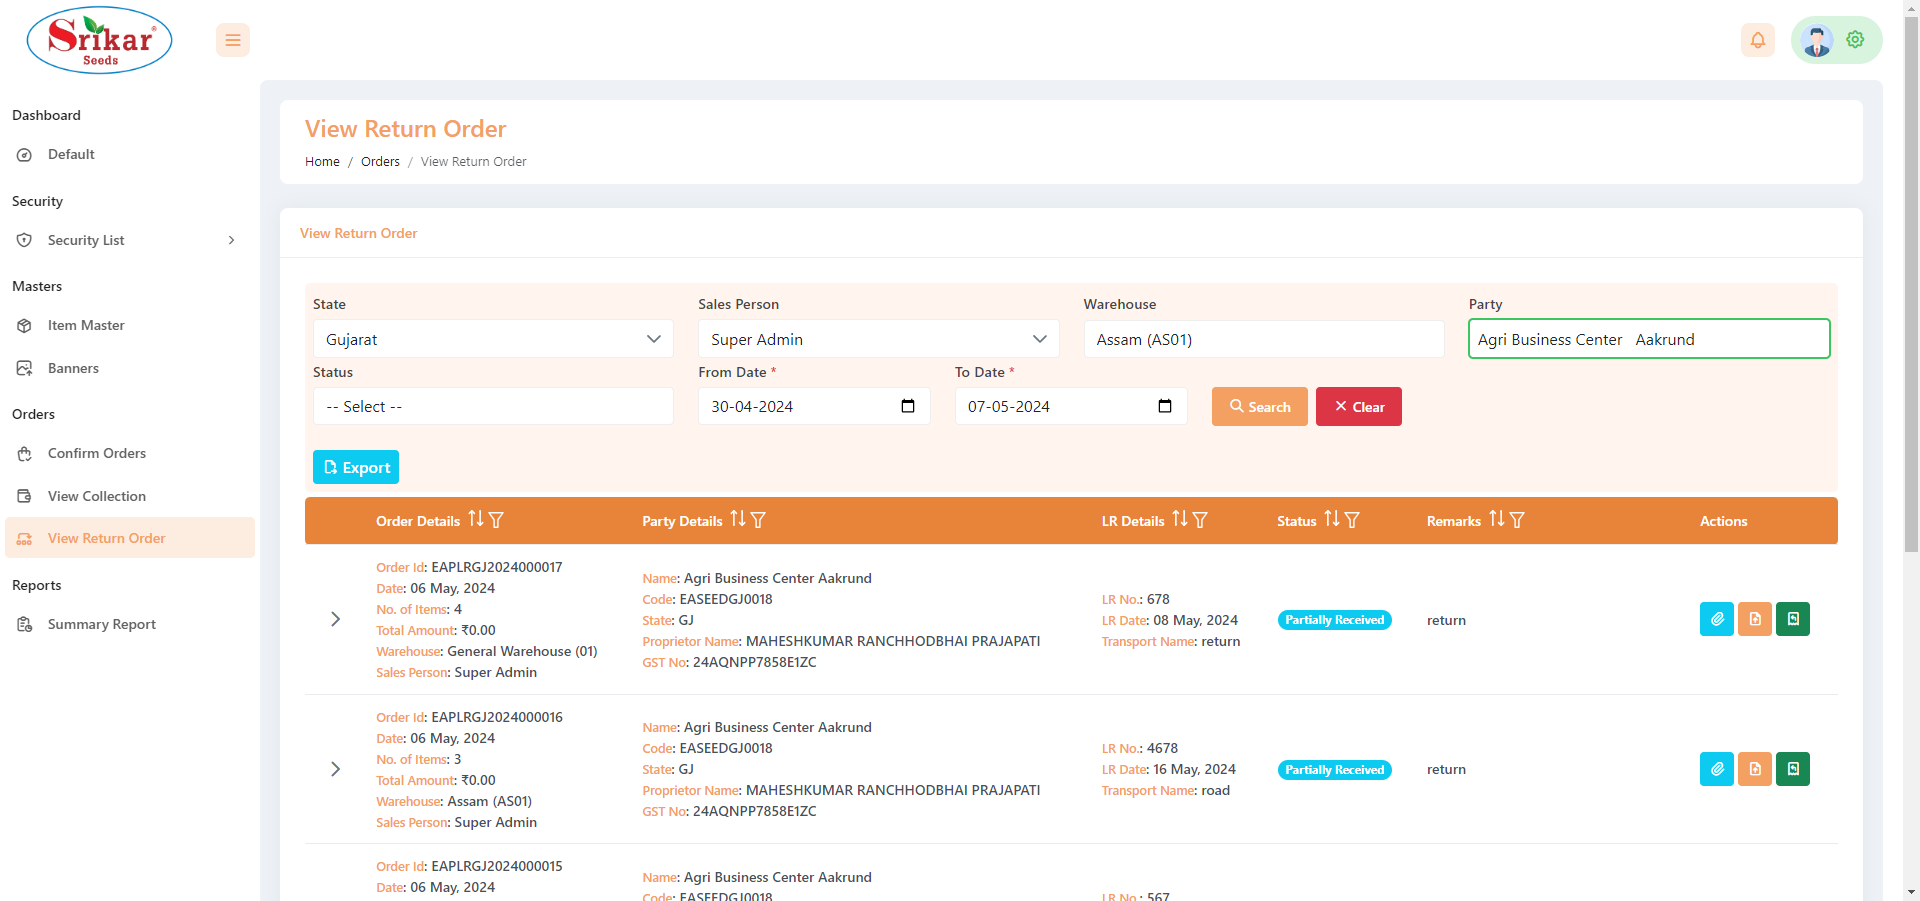 Srikar
Seeds
Dashboard
Default
Security
Security List
Masters
Item Master
Banners
Orders
Confirm Orders
View Collection
View Return Order
Reports
Summary Report
View Return Order
Home / Orders / View Return Order
View Return Order
State Sales Person Warehouse Party
Gujarat Super Admin Assam (AS01) Agri Business Center Aakrund
Status From Date * To Date *
-- Select -- 30-04-2024 07-05-2024 Search Clear
Export
Order Details Party Details LR Details Status Remarks Actions
Order Id: EAPLRGJ2024000017
Date: 06 May, 2024
No. of Items: 4
Total Amount: ₹0.00
Warehouse: General Warehouse (01)
Sales Person: Super Admin
Name: Agri Business Center Aakrund
Code: EASEEDGJ0018
State: GJ
Proprietor Name: MAHESHKUMAR RANCHHODBHAI PRAJAPATI
GST No: 24AQNPP7858E1ZC
LR No.: 678
LR Date: 08 May, 2024
Transport Name: return
Partially Received
return
Order Id: EAPLRGJ2024000016
Date: 06 May, 2024
No. of Items: 3
Total Amount: ₹0.00
Warehouse: Assam (AS01)
Sales Person: Super Admin
Name: Agri Business Center Aakrund
Code: EASEEDGJ0018
State: GJ
Proprietor Name: MAHESHKUMAR RANCHHODBHAI PRAJAPATI
GST No: 24AQNPP7858E1ZC
LR No.: 4678
LR Date: 16 May, 2024
Transport Name: road
Partially Received
return
Order Id: EAPLRGJ2024000015
Date: 06 May, 2024
Name: Agri Business Center Aakrund
Code: EASEEDGJ0018
LR No.: 567